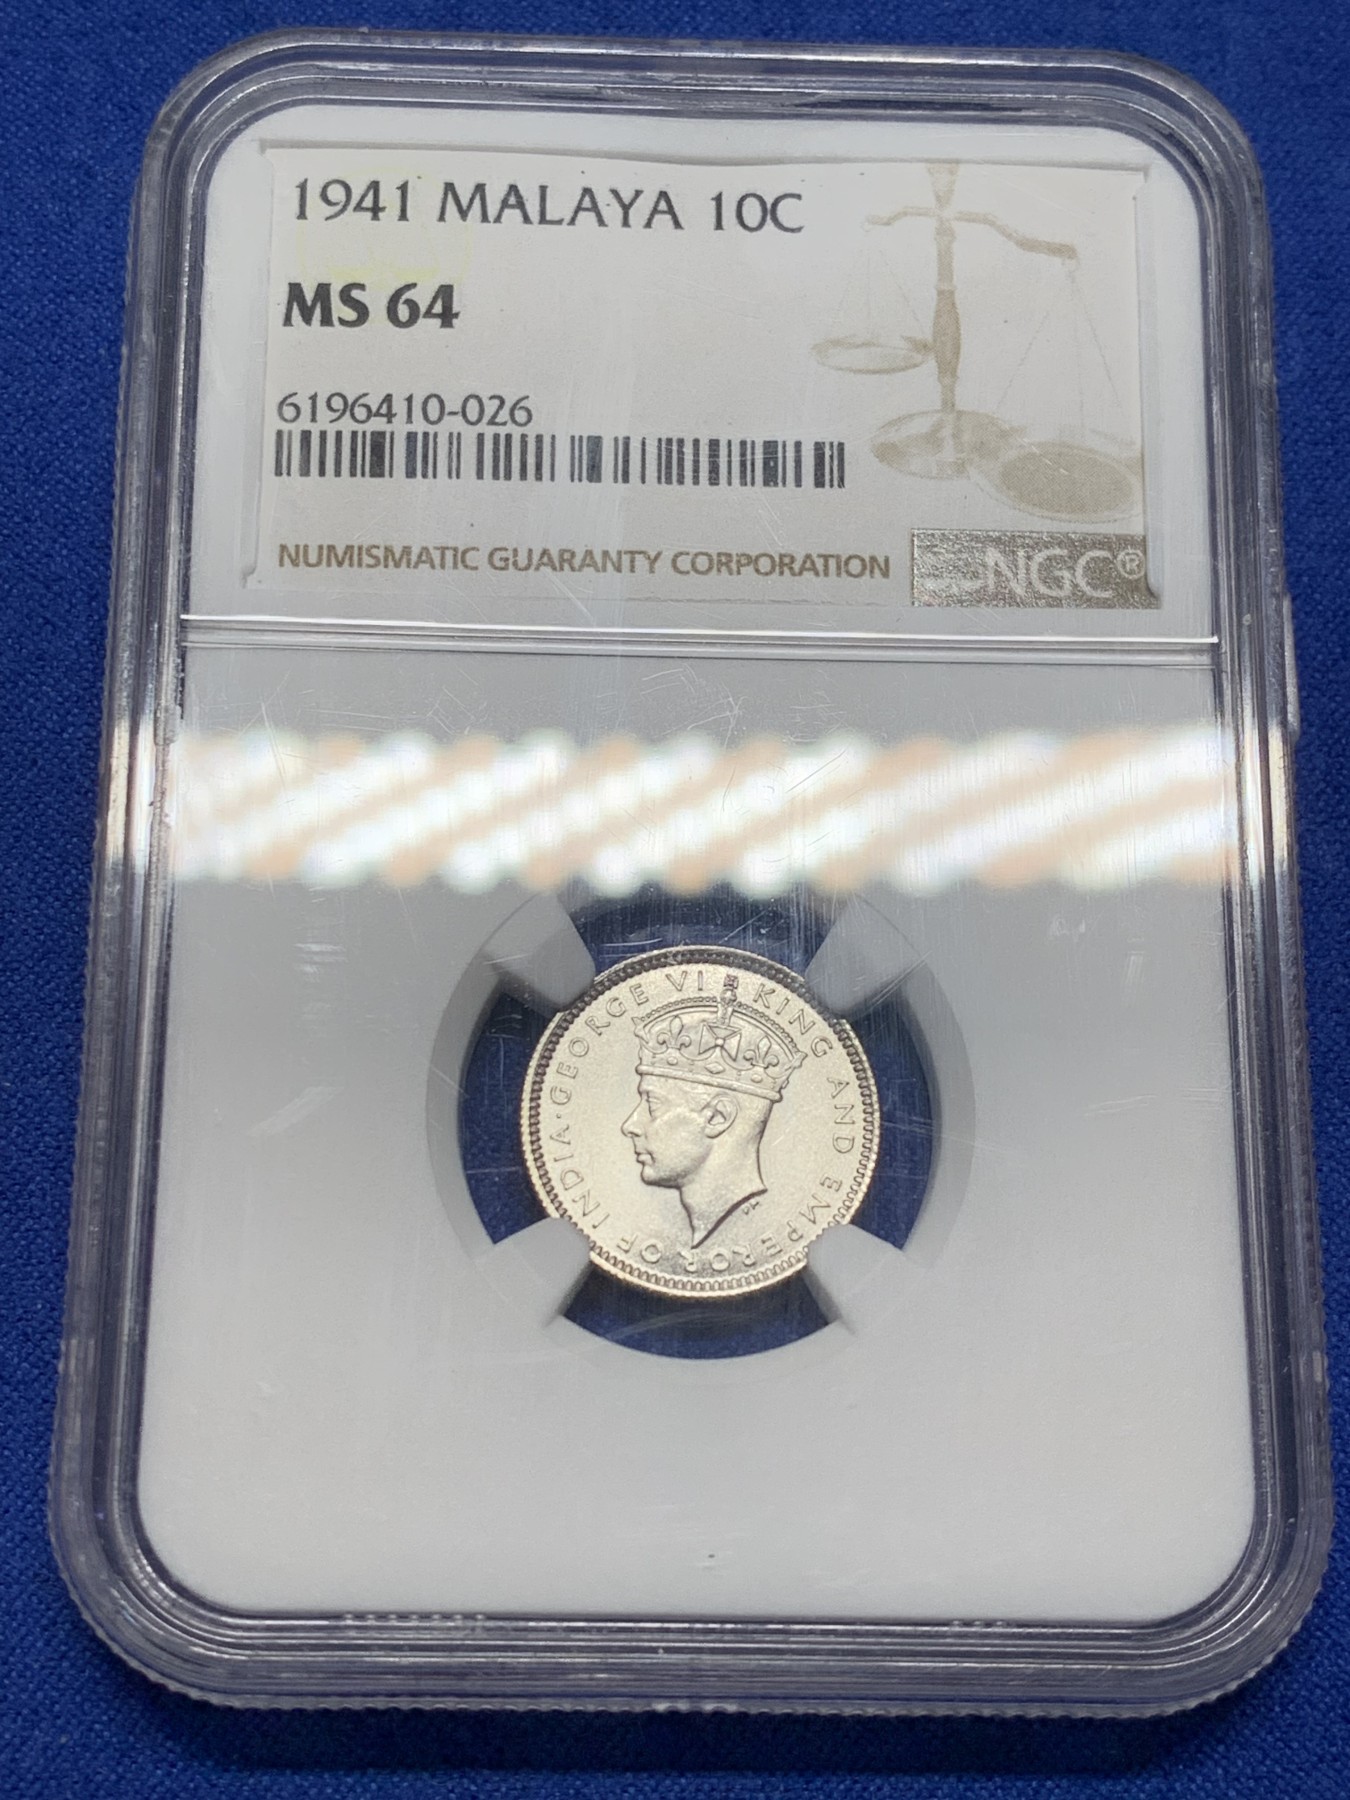 1941 MALAYA 10C
MS 64
6196410-026
NUMISMATIC GUARANTY CORPORATION
NGC®
GEORGE VI KING AND EMPEROR OF INDIA·